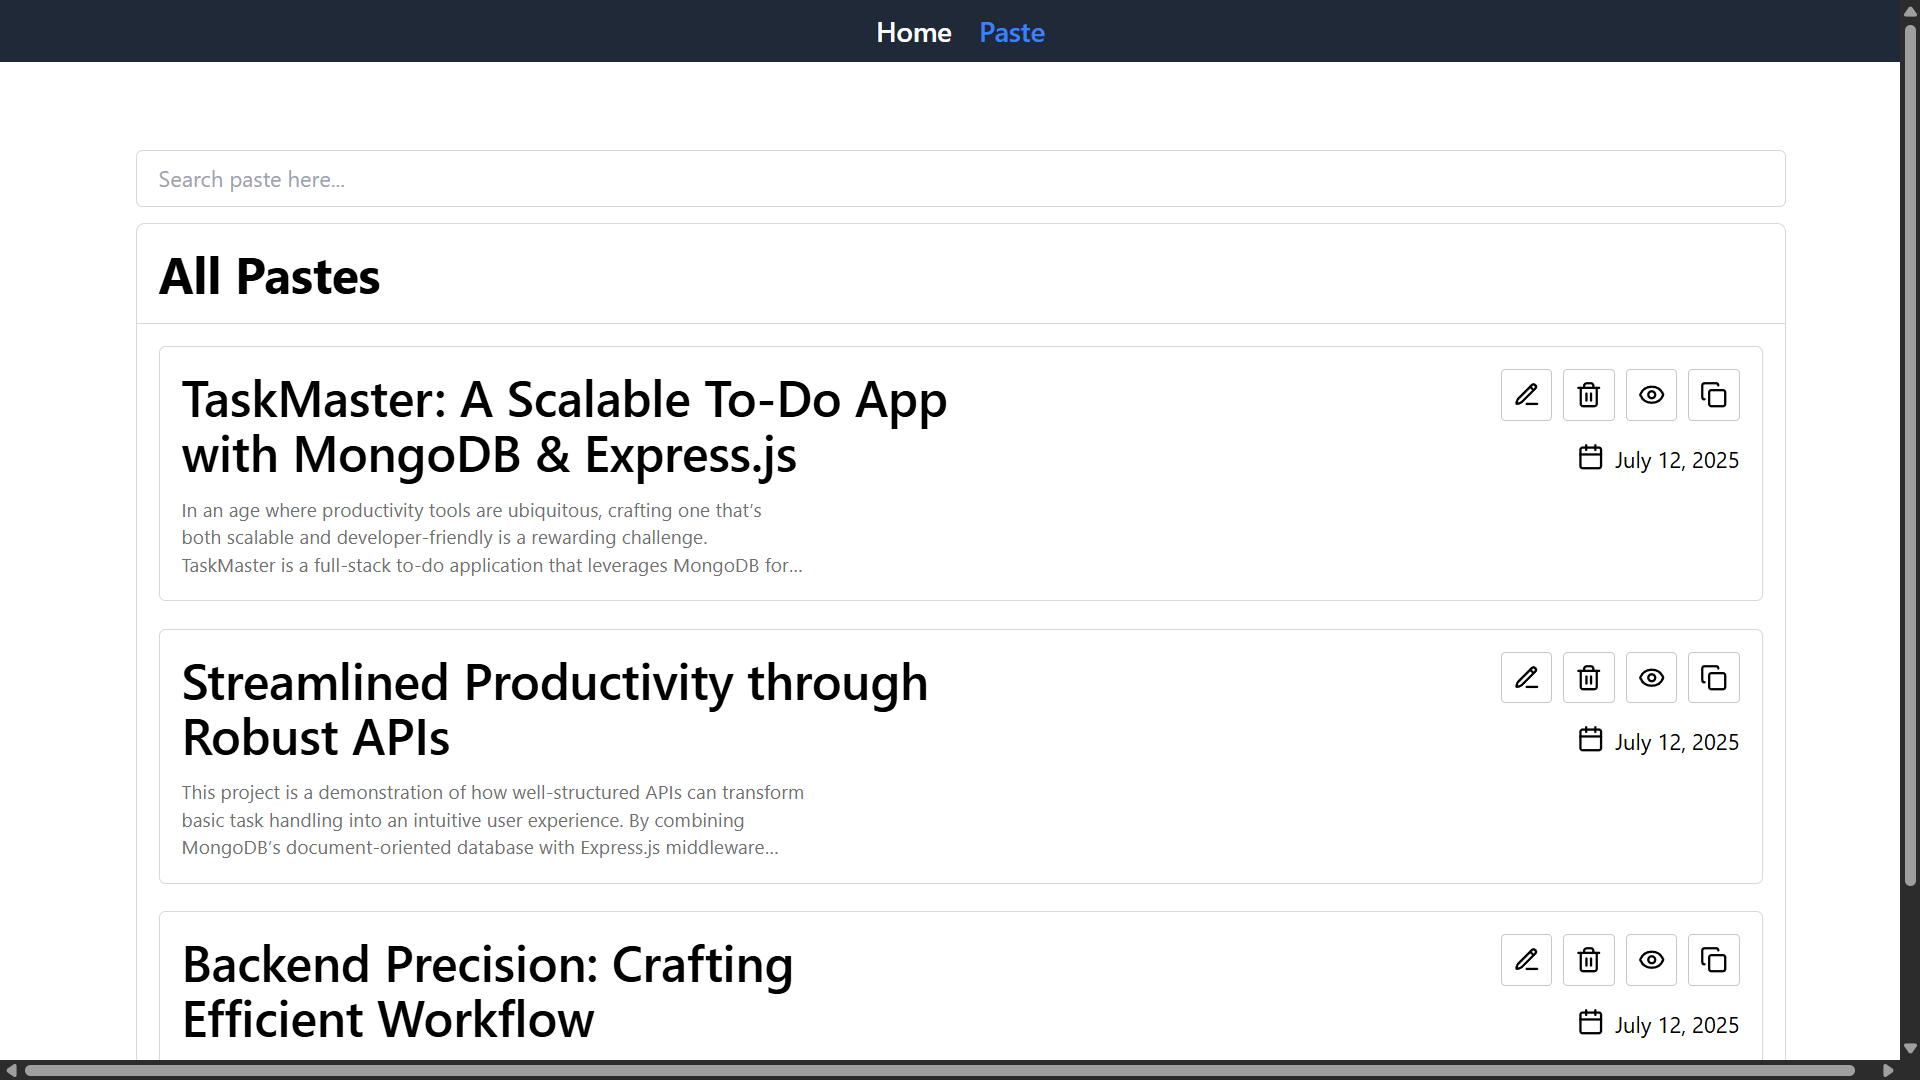 Home Paste
Search paste here...
All Pastes
TaskMaster: A Scalable To-Do App
with MongoDB & Express.js
July 12, 2025
In an age where productivity tools are ubiquitous, crafting one that’s
both scalable and developer-friendly is a rewarding challenge.
TaskMaster is a full-stack to-do application that leverages MongoDB for...
Streamlined Productivity through
Robust APIs
July 12, 2025
This project is a demonstration of how well-structured APIs can transform
basic task handling into an intuitive user experience. By combining
MongoDB’s document-oriented database with Express.js middleware...
Backend Precision: Crafting
Efficient Workflow
July 12, 2025